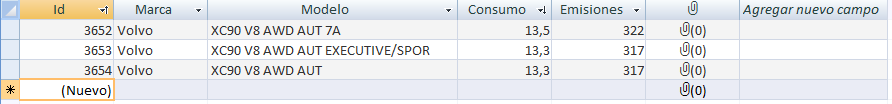 Id Marca Modelo Consumo Emisiones Agregar nuevo campo
3652 Volvo XC90 V8 AWD AUT 7A 13,5 322 (0)
3653 Volvo XC90 V8 AWD AUT EXECUTIVE/SPOR 13,3 317 (0)
3654 Volvo XC90 V8 AWD AUT 13,3 317 (0)
(Nuevo) (0)